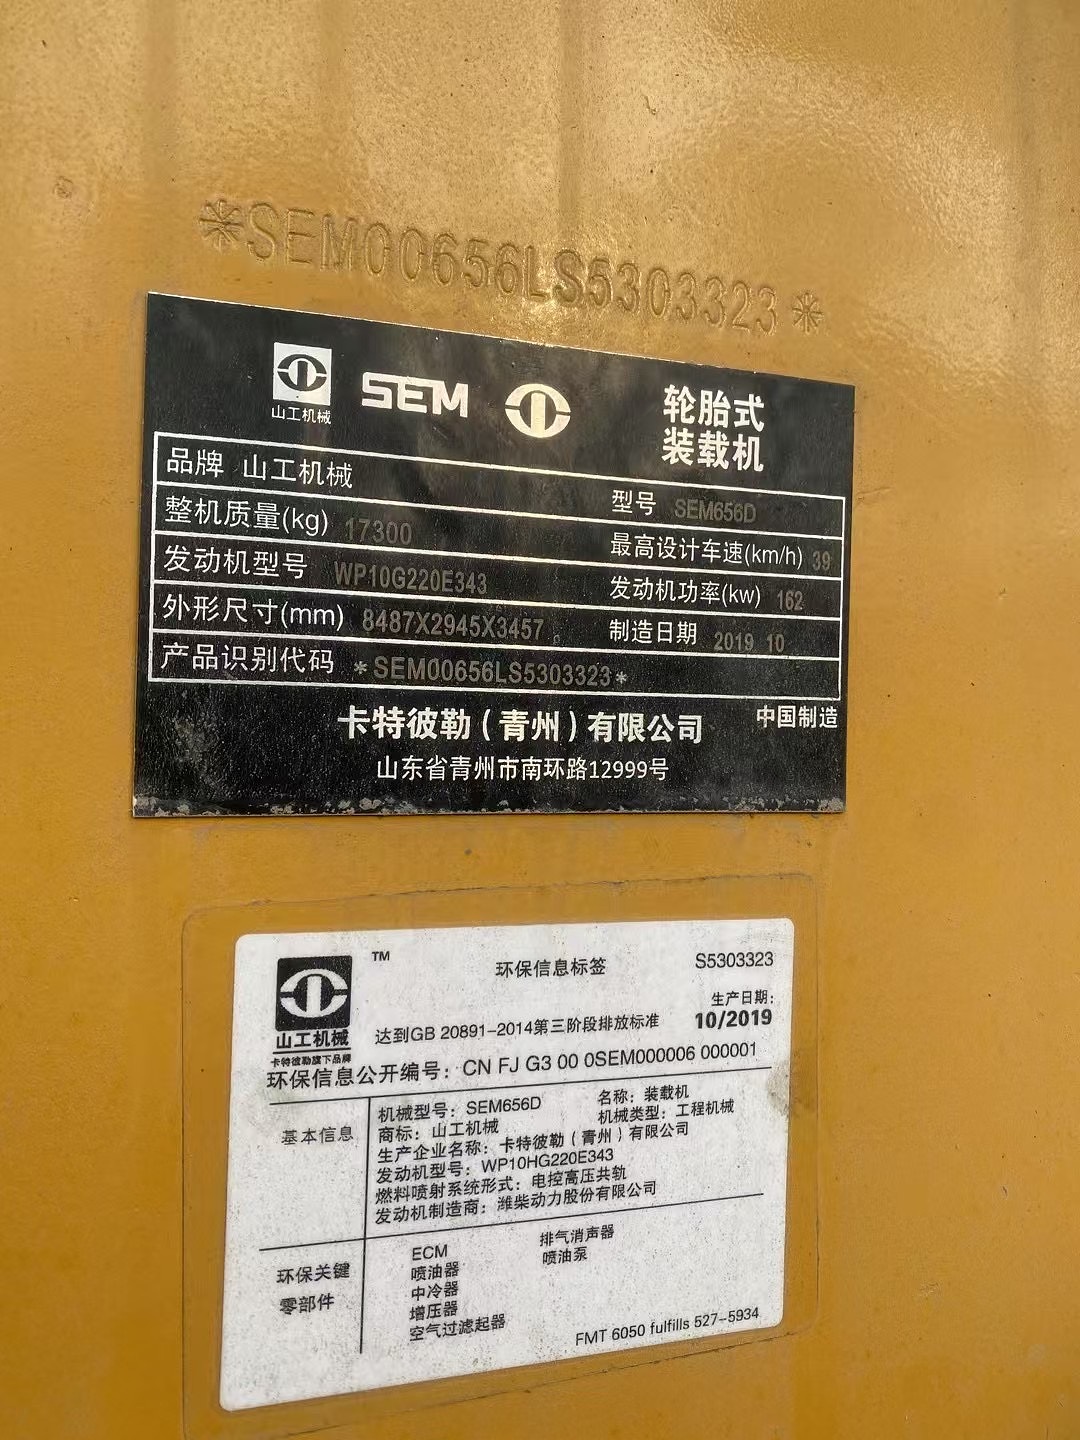 *SEM00656LS5303323*
山工机械 SEM 轮胎式
装载机
品牌 山工机械 型号 SEM656D
整机质量(kg) 17300 最高设计车速(km/h) 39
发动机型号 WP10G220E343 发动机功率(kw) 162
外形尺寸(mm) 8487X2945X3457 制造日期 2019 10
产品识别代码 *SEM00656LS5303323*
卡特彼勒（青州）有限公司 中国制造
山东省青州市南环路12999号
TM 环保信息标签 S5303323
生产日期:
山工机械 达到GB 20891-2014第三阶段排放标准 10/2019
卡特彼勒旗下品牌
环保信息公开编号: CN FJ G3 00 0SEM000006 000001
基本信息
机械型号: SEM656D 名称: 装载机
商标: 山工机械 机械类型: 工程机械
生产企业名称: 卡特彼勒（青州）有限公司
发动机型号: WP10HG220E343
燃料喷射系统形式: 电控高压共轨
发动机制造商: 潍柴动力股份有限公司
环保关键
零部件
ECM 排气消声器
喷油器 喷油泵
中冷器
增压器
空气过滤起器
FMT 6050 fulfills 527-5934